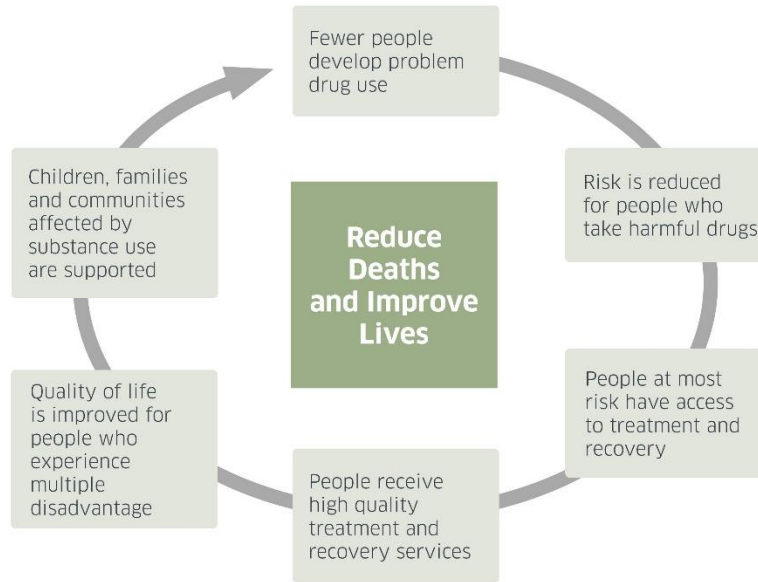 Fewer people
develop problem
drug use
Risk is reduced
for people who
take harmful drugs
People at most
risk have access
to treatment and
recovery
People receive
high quality
treatment and
recovery services
Quality of life
is improved for
people who
experience
multiple
disadvantage
Children, families
and communities
affected by
substance use
are supported
Reduce
Deaths
and Improve
Lives